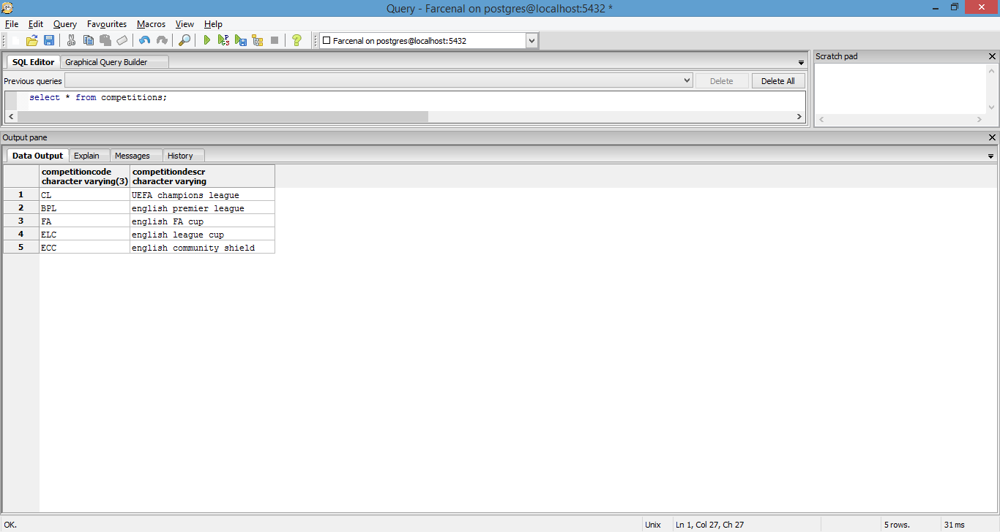 Query - Farcenal on postgres@localhost:5432 *
File Edit Query Favourites Macros View Help
Farcenal on postgres@localhost:5432
SQL Editor Graphical Query Builder
Scratch pad
Previous queries Delete Delete All
select * from competitions;
Output pane
Data Output Explain Messages History
competitioncode competitiondescr
character varying(3) character varying
1 CL UEFA champions league
2 BPL english premier league
3 FA english FA cup
4 ELC english league cup
5 ECC english community shield
OK. Unix Ln 1, Col 27, Ch 27 5 rows. 31 ms